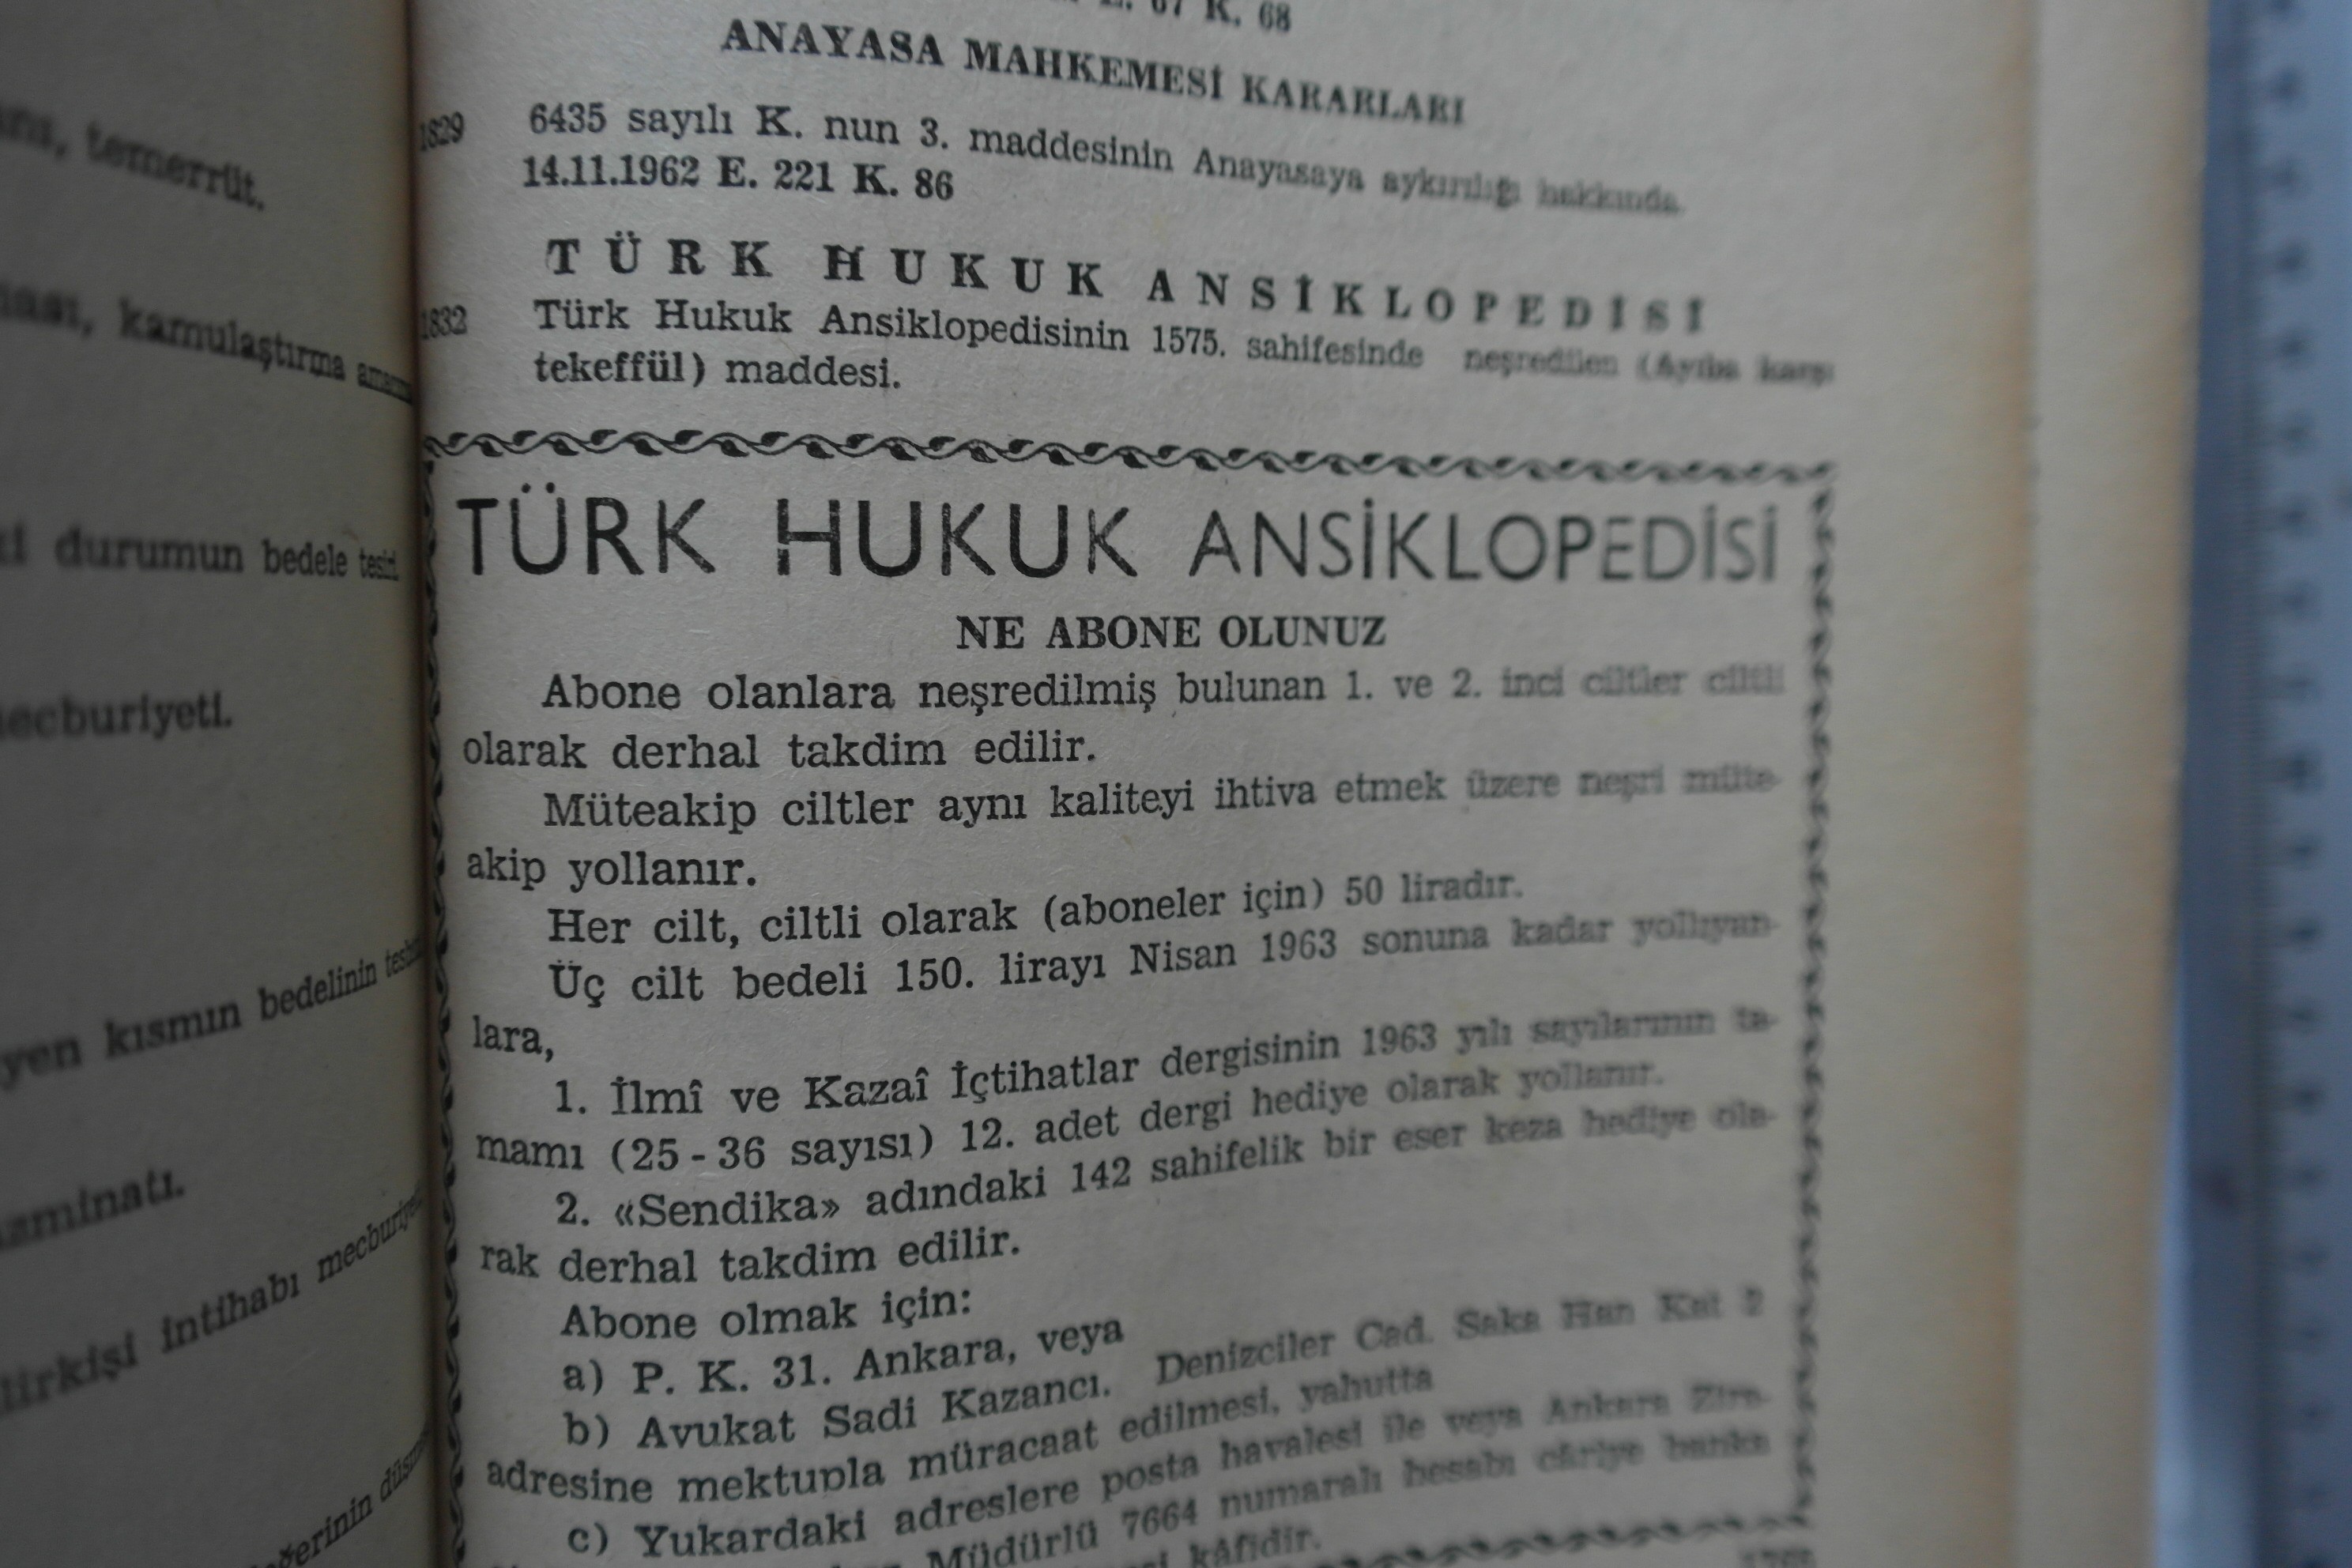 temerrüt.
kamulaştırma
durumun bedele
mecburiyeti.
kısmın bedelinin
intihabı mecburiyeti
K. 68
ANAYASA MAHKEMESİ KARARLARI
1829 6435 sayılı K. nun 3. maddesinin Anayasaya aykırılığı hakkında.
14.11.1962 E. 221 K. 86
TÜRK HUKUK ANSİKLOPEDİSİ
1832 Türk Hukuk Ansiklopedisinin 1575. sahifesinde neşredilen (Ayıba karşı
tekeffül) maddesi.
TÜRK HUKUK ANSİKLOPEDİSİ
NE ABONE OLUNUZ
Abone olanlara neşredilmiş bulunan 1. ve 2. inci ciltler ciltli
olarak derhal takdim edilir.
Müteakip ciltler aynı kaliteyi ihtiva etmek üzere neşri müte-
akip yollanır.
Her cilt, ciltli olarak (aboneler için) 50 liradır.
Üç cilt bedeli 150. lirayı Nisan 1963 sonuna kadar yollıyan-
lara,
1. İlmî ve Kazaî İçtihatlar dergisinin 1963 yılı sayılarının ta-
mamı (25 - 36 sayısı) 12. adet dergi hediye olarak yollanır.
2. «Sendika» adındaki 142 sahifelik bir eser keza hediye ola-
rak derhal takdim edilir.
Abone olmak için:
a) P. K. 31. Ankara, veya
b) Avukat Sadi Kazancı. Denizciler Cad. Saka Han Kat 2
adresine mektupla müracaat edilmesi, yahutta
c) Yukardaki adreslere posta havalesi ile veya Ankara Zira-
Müdürlü 7664 numaralı hesabı câriye banka
kâfidir.